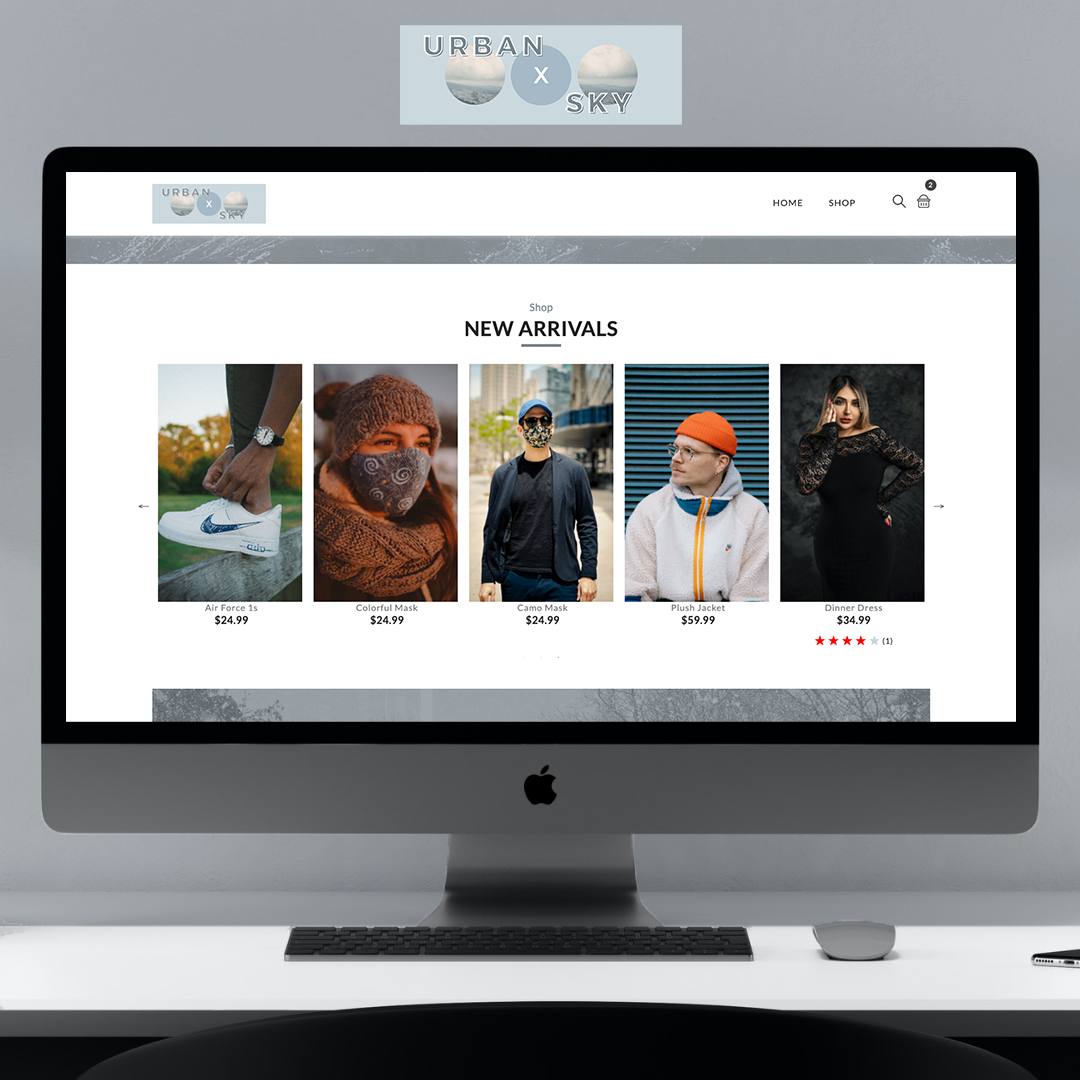 URBAN
X
SKY
URBAN
X
SKY
HOME SHOP
2
Shop
NEW ARRIVALS
Air Force 1s
$24.99
Colorful Mask
$24.99
Camo Mask
$24.99
Plush Jacket
$59.99
Dinner Dress
$34.99
(1)